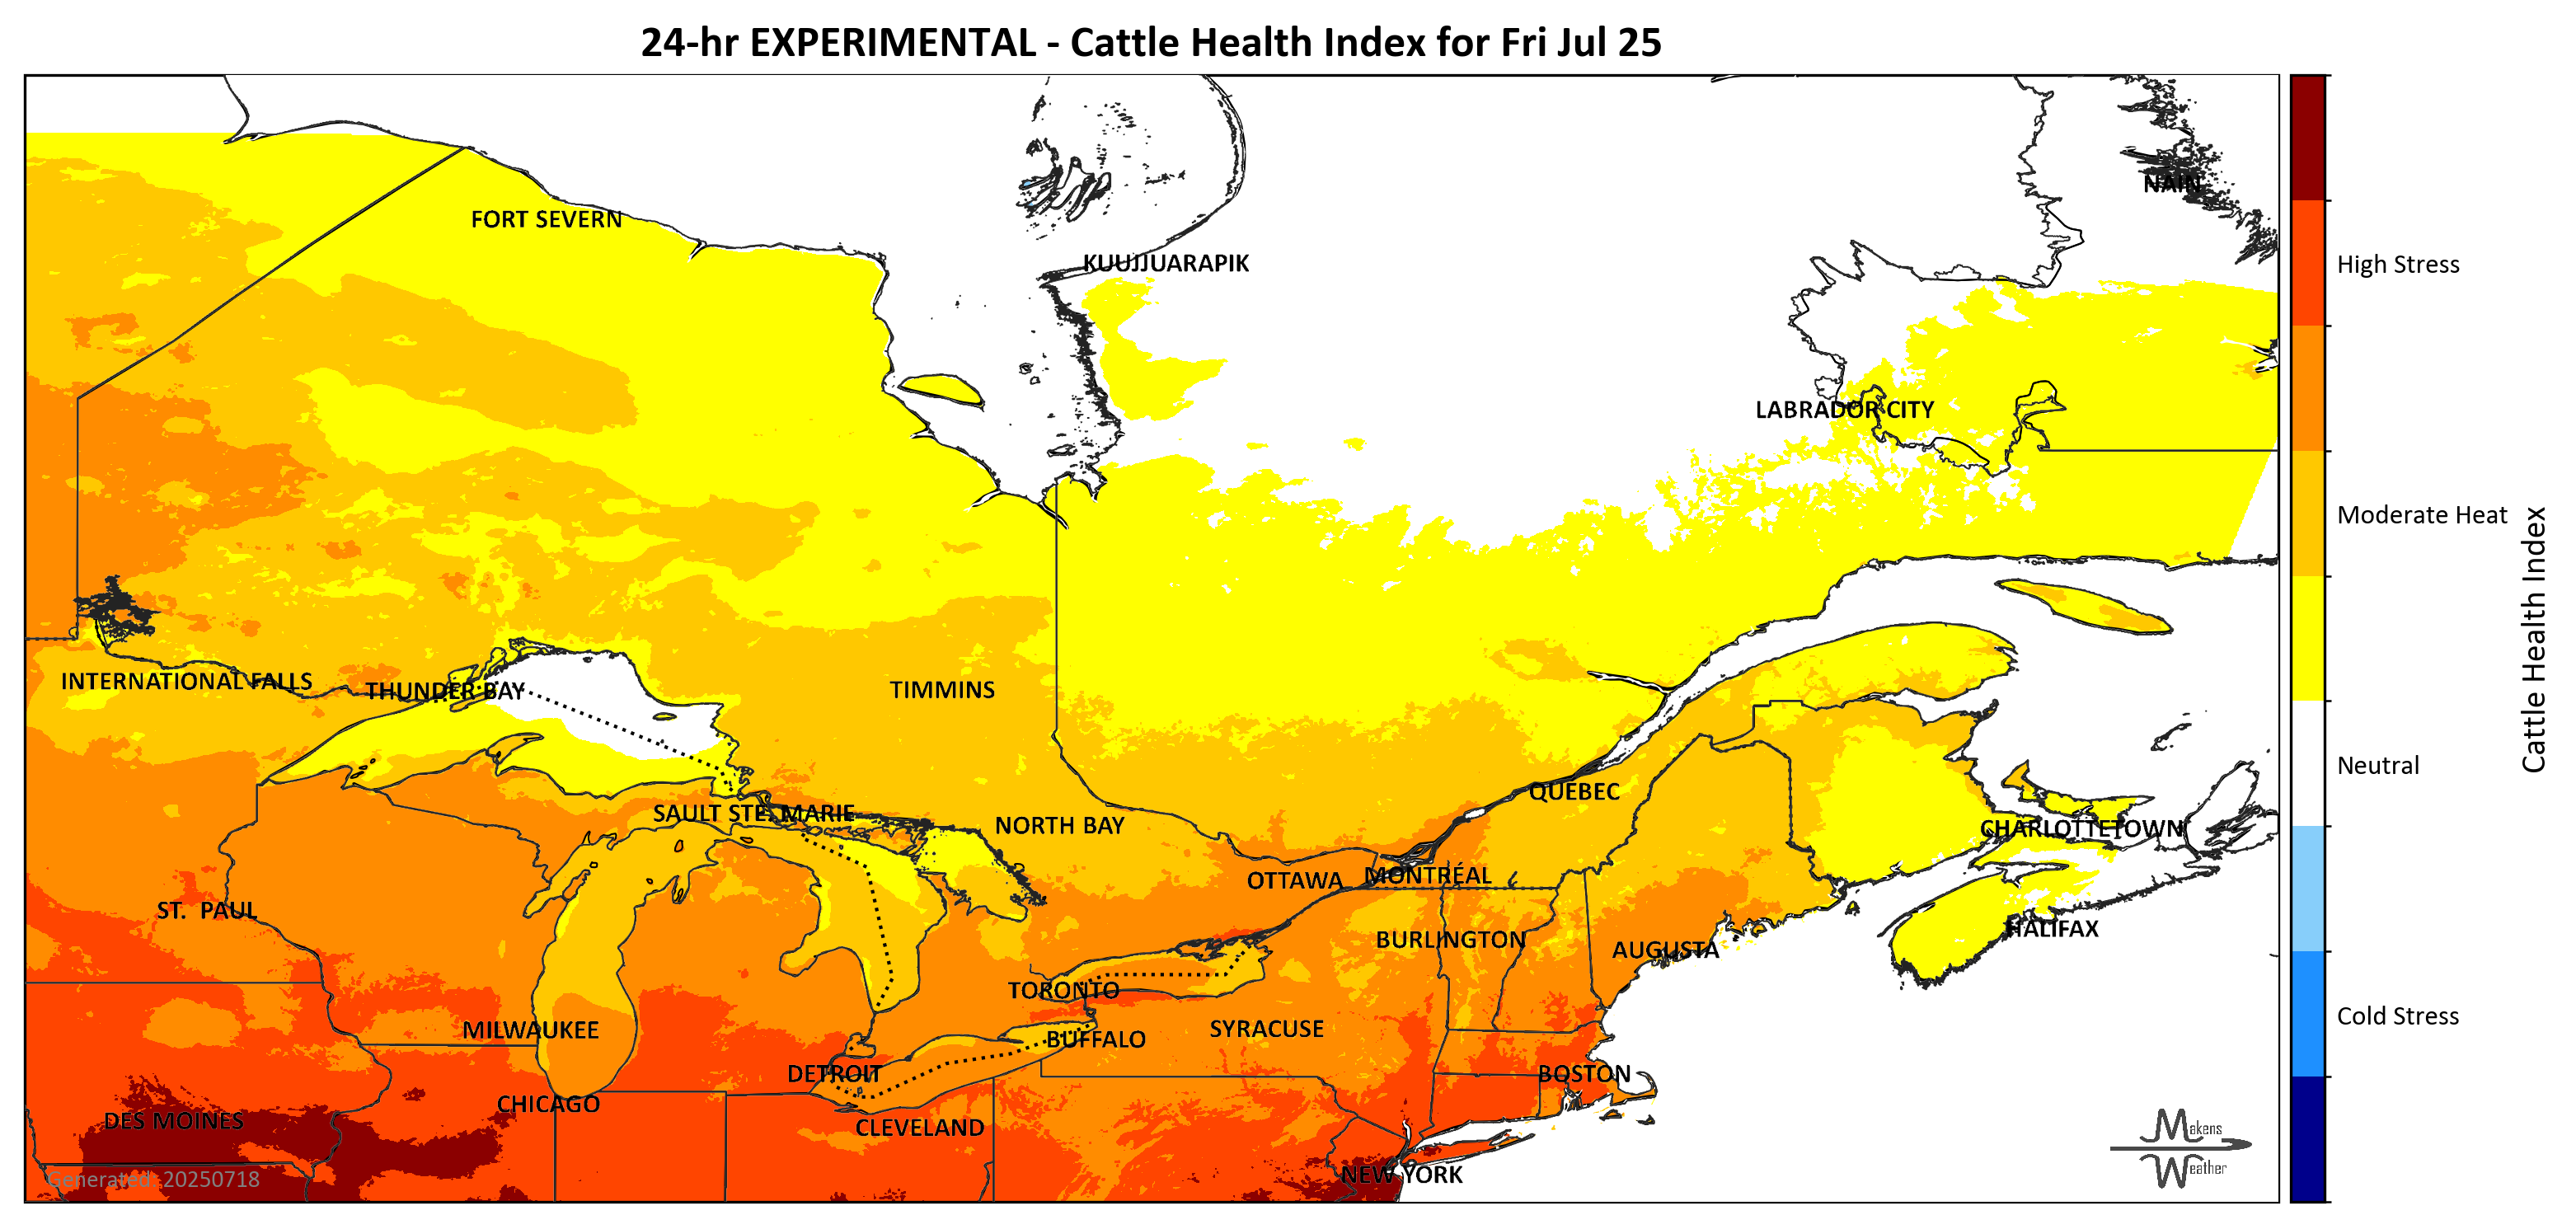 24-hr EXPERIMENTAL - Cattle Health Index for Fri Jul 25
NAIN
FORT SEVERN
KUUJJUARAPIK
High Stress
LABRADOR CITY
Moderate Heat
Cattle Health Index
INTERNATIONAL FALLS
THUNDER BAY
TIMMINS
Neutral
QUEBEC
SAULT STE. MARIE
NORTH BAY
CHARLOTTETOWN
OTTAWA
MONTRÉAL
ST. PAUL
HALIFAX
BURLINGTON
AUGUSTA
TORONTO
MILWAUKEE
SYRACUSE
BUFFALO
Cold Stress
DETROIT
BOSTON
CHICAGO
DES MOINES
CLEVELAND
Makens
Weather
NEW YORK
Generated: 20250718